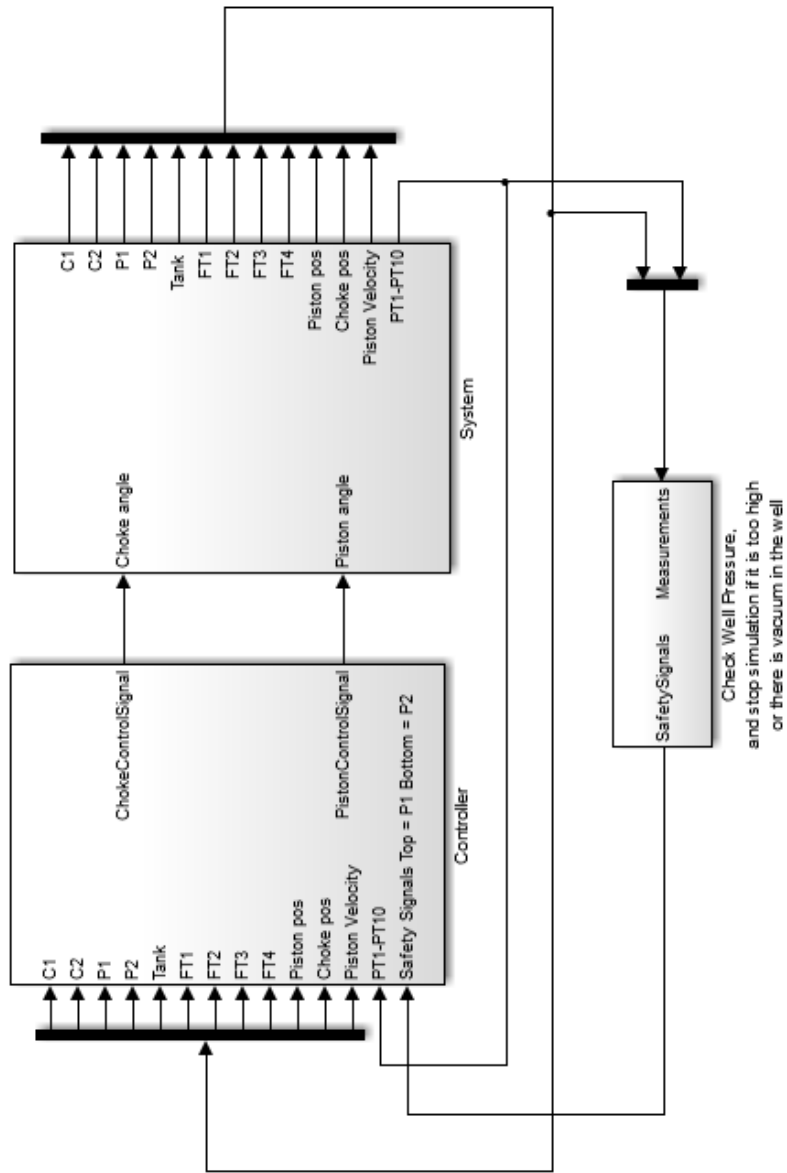 C1
C2
P1
P2
Tank
FT1
FT2
FT3
FT4
Piston pos
Choke pos
Piston Velocity
PT1-PT10
Safety Signals Top = P1 Bottom = P2
ChokeControlSignal
PistonControlSignal
Controller
Choke angle
Piston angle
C1
C2
P1
P2
Tank
FT1
FT2
FT3
FT4
Piston pos
Choke pos
Piston Velocity
PT1-PT10
System
SafetySignals
Measurements
Check Well Pressure,
and stop simulation if it is too high
or there is vacuum in the well